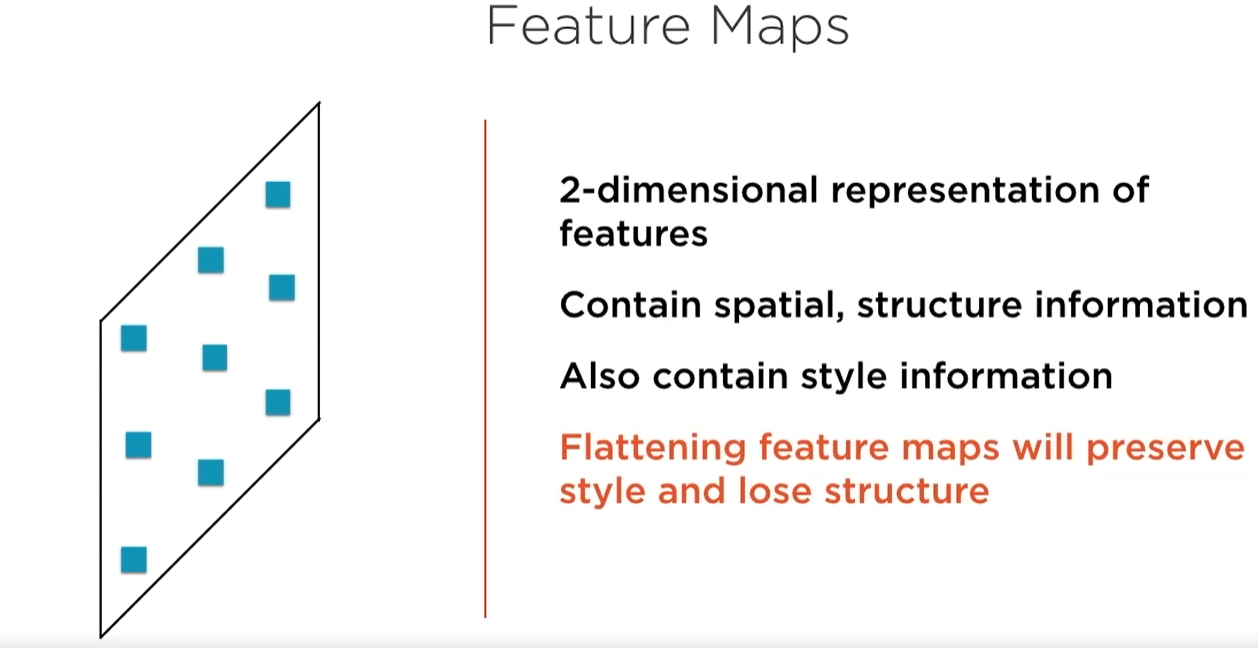 Feature Maps
2-dimensional representation of
features
Contain spatial, structure information
Also contain style information
Flattening feature maps will preserve
style and lose structure